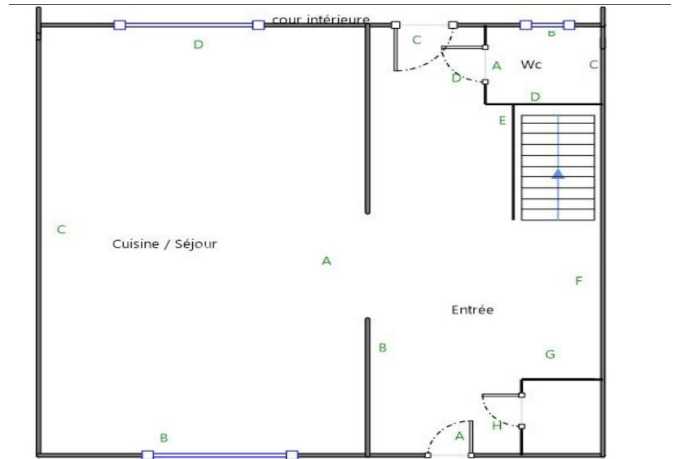 cour intérieure
B
C
D
A
Wc
C
D
D
E
C
Cuisine / Séjour
A
F
Entrée
B
G
H
B
A